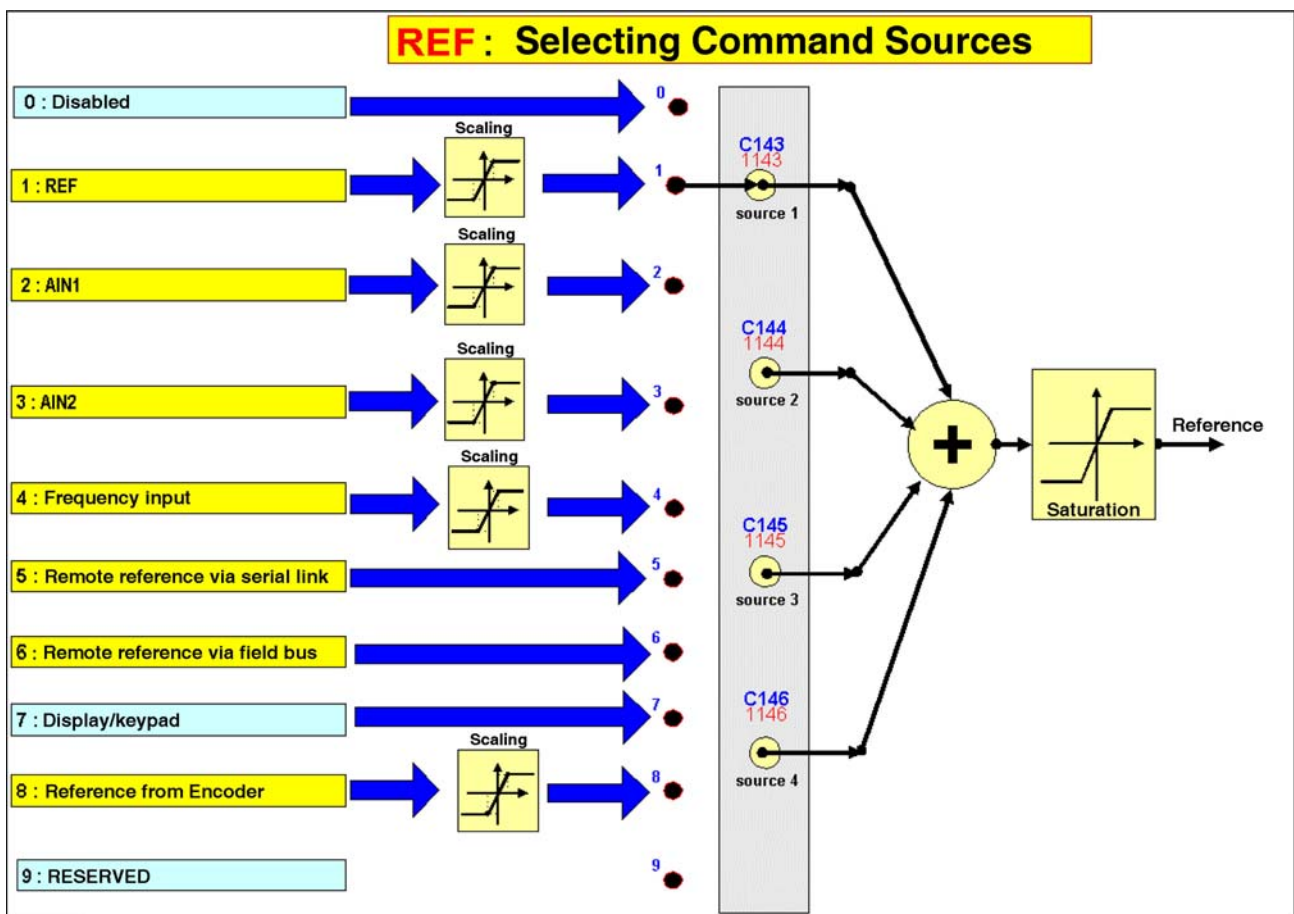 REF : Selecting Command Sources
0 : Disabled
0
Scaling
C143
1143
1 : REF
1
source 1
Scaling
2 : AIN1
2
C144
1144
Scaling
3 : AIN2
3
source 2
Reference
Scaling
4 : Frequency input
4
Saturation
C145
1145
5 : Remote reference via serial link
5
source 3
6 : Remote reference via field bus
6
C146
1146
7 : Display/keypad
7
Scaling
8 : Reference from Encoder
8
source 4
9 : RESERVED
9